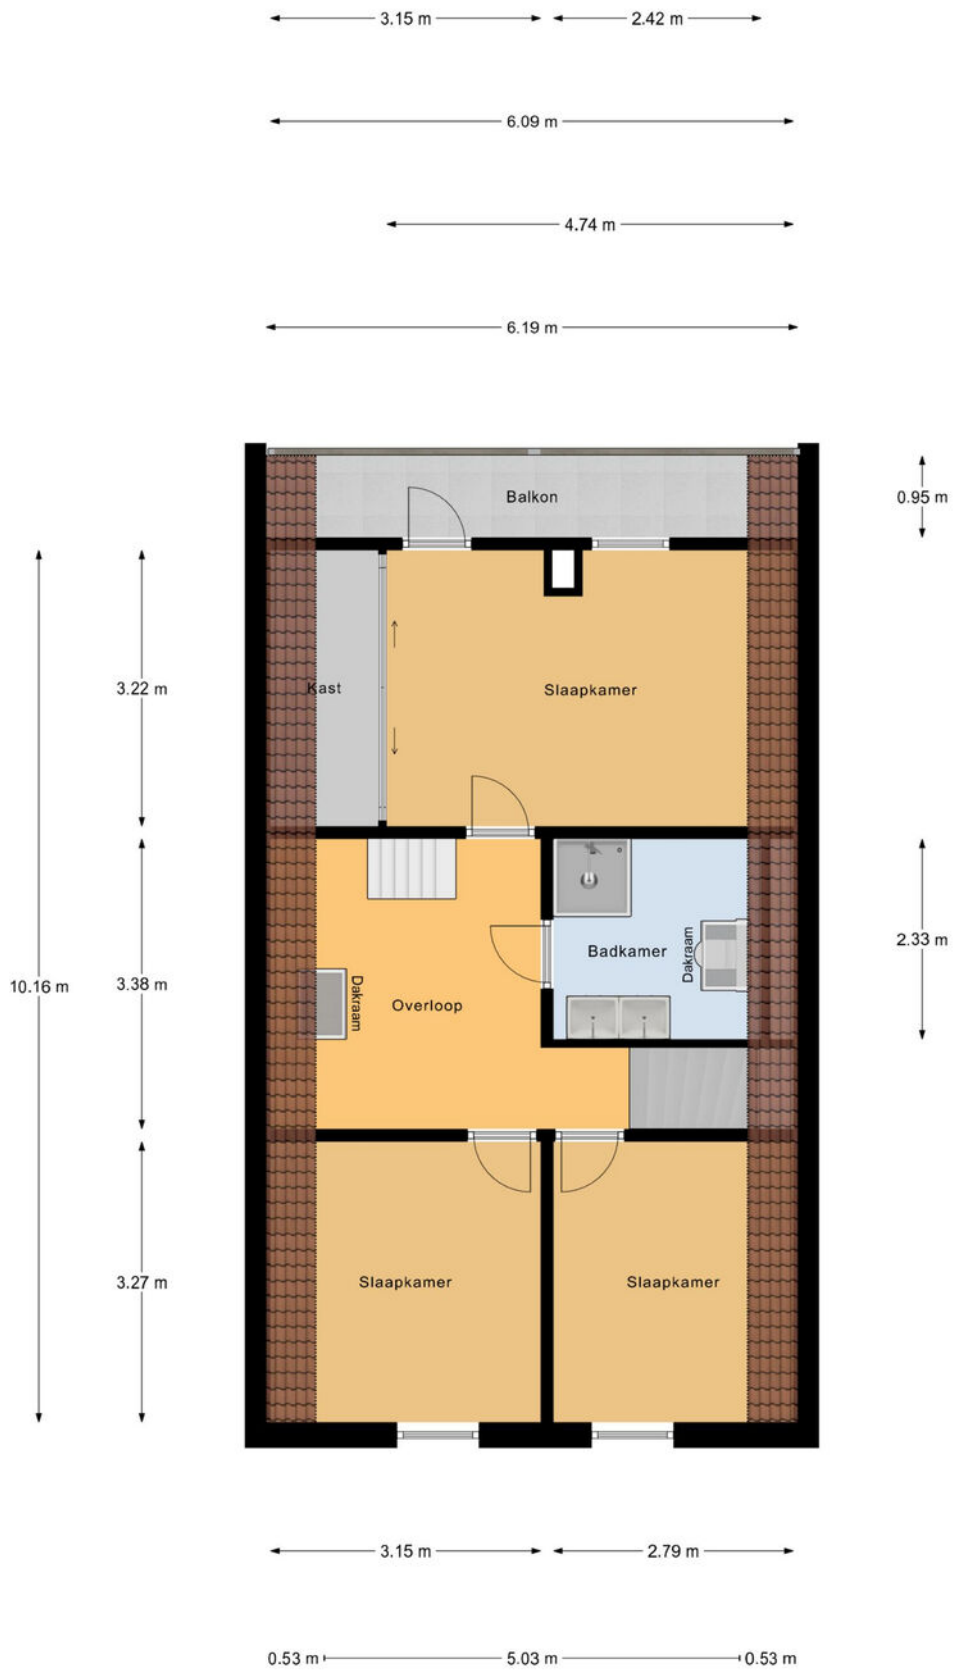 3.15 m 2.42 m
6.09 m
4.74 m
6.19 m
Balkon
0.95 m
3.22 m
Kast
Slaapkamer
Badkamer
Dakraam
2.33 m
10.16 m
3.38 m
Dakraam
Overloop
3.27 m
Slaapkamer
Slaapkamer
3.15 m 2.79 m
0.53 m 5.03 m 0.53 m